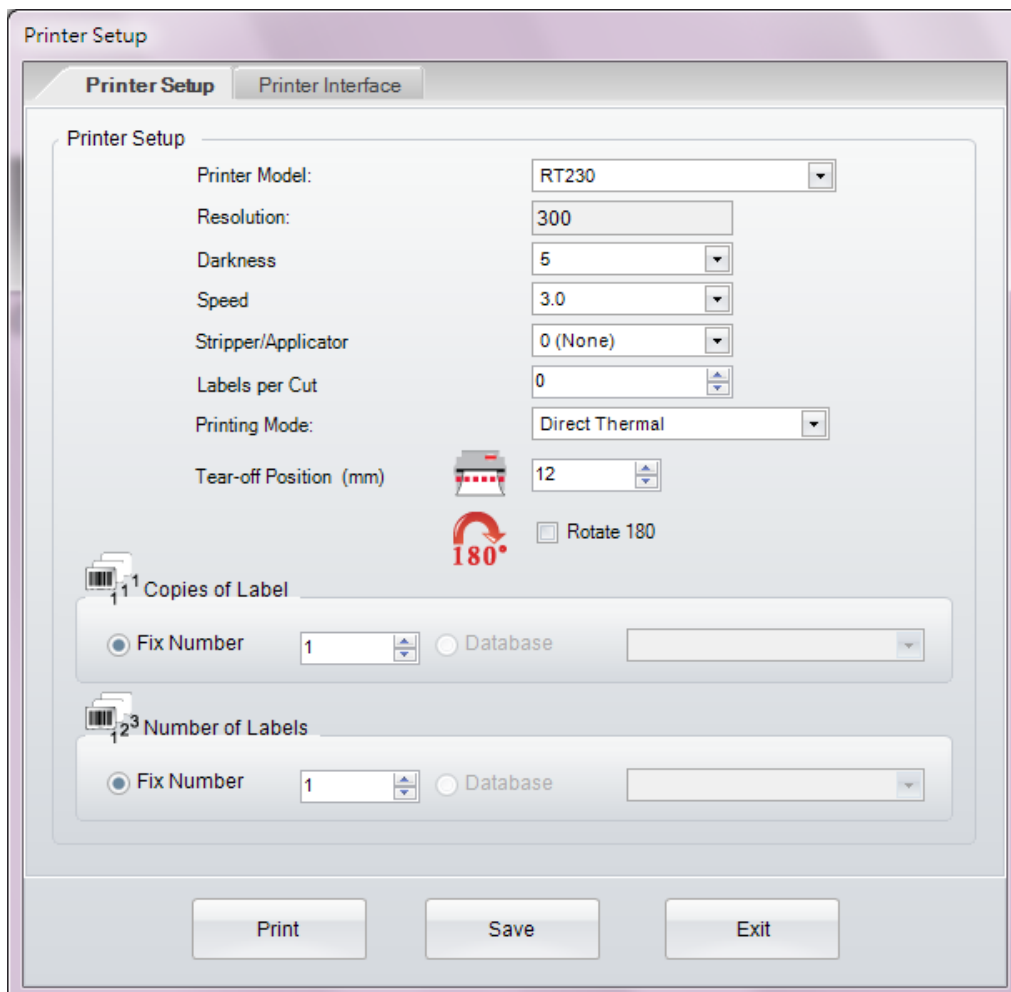 Printer Setup
Printer Setup Printer Interface
Printer Setup
Printer Model: RT230
Resolution: 300
Darkness 5
Speed 3.0
Stripper/Applicator 0 (None)
Labels per Cut 0
Printing Mode: Direct Thermal
Tear-off Position (mm) 12
180° Rotate 180
1 1 1 Copies of Label
Fix Number 1 Database
1 2 3 Number of Labels
Fix Number 1 Database
Print Save Exit